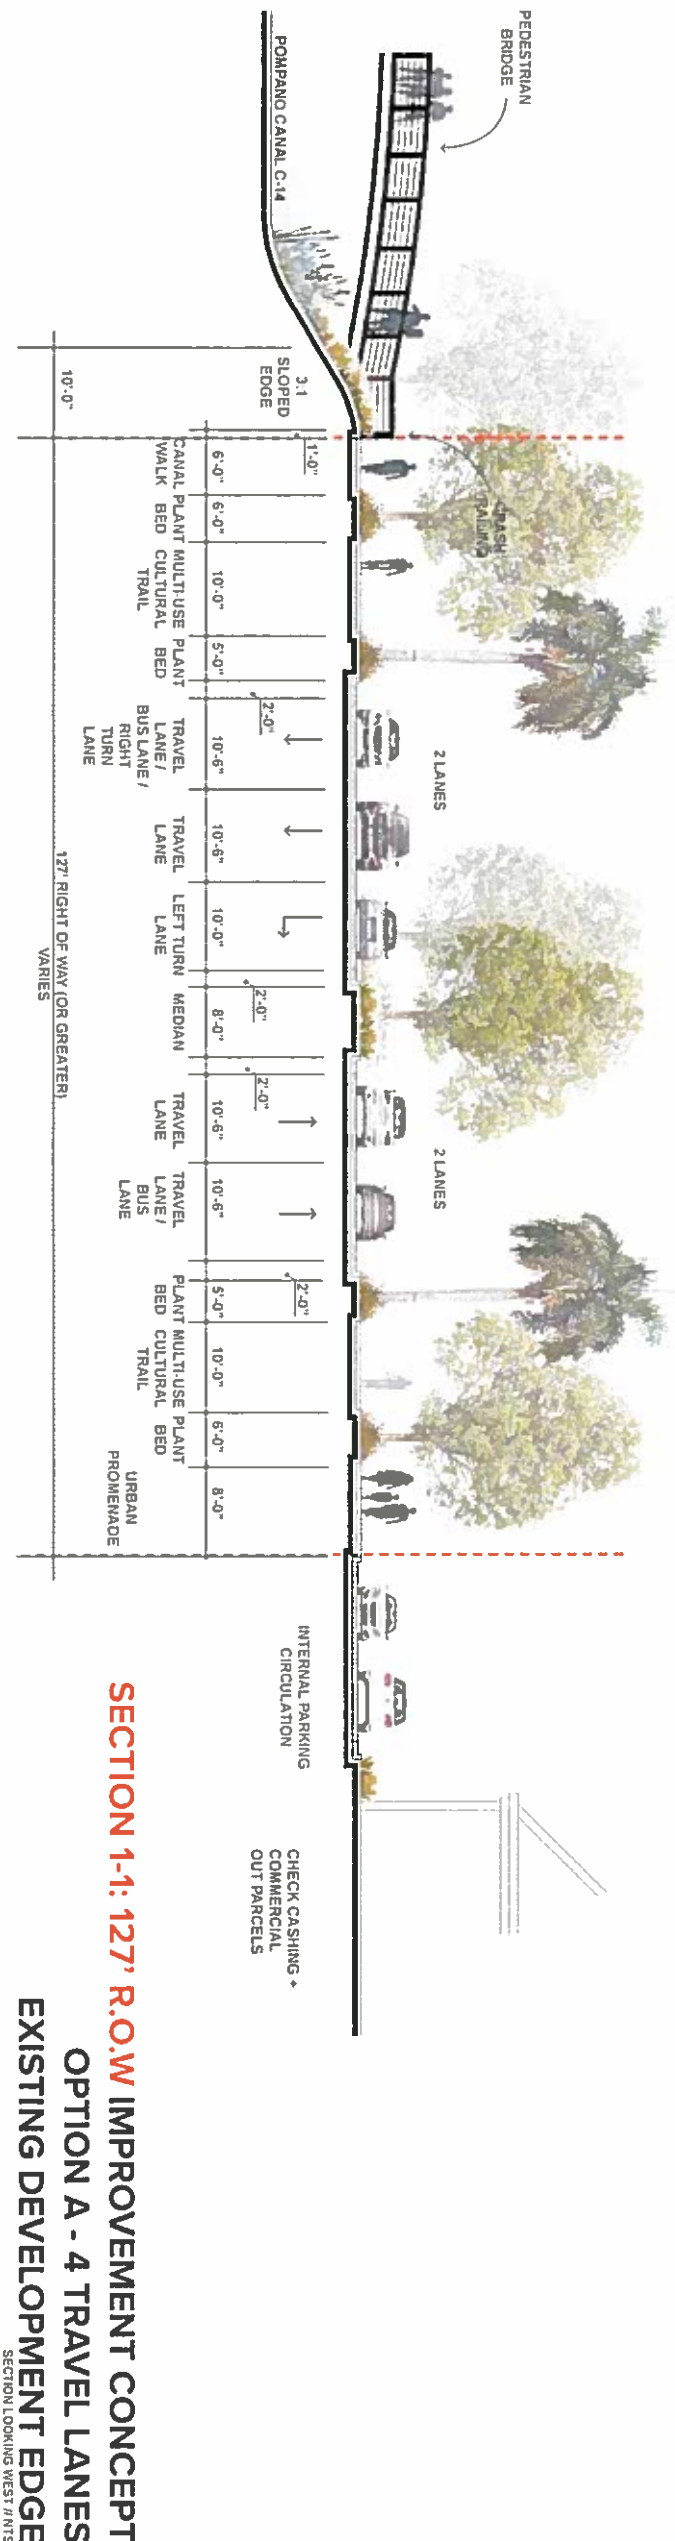 PEDESTRIAN
BRIDGE
POMPANO CANAL C-14
CRASH
RAILING
2 LANES
2 LANES
3:1
SLOPED
EDGE
10'-0"
1'-0"
6'-0"
CANAL
WALK
6'-0"
PLANT
BED
10'-0"
MULTI-USE
CULTURAL
TRAIL
5'-0"
PLANT
BED
2'-0"
10'-6"
TRAVEL
LANE /
BUS LANE /
RIGHT
TURN
LANE
10'-6"
TRAVEL
LANE
10'-0"
LEFT TURN
LANE
2'-0"
8'-0"
MEDIAN
2'-0"
10'-6"
TRAVEL
LANE
10'-6"
TRAVEL
LANE /
BUS
LANE
2'-0"
5'-0"
PLANT
BED
10'-0"
MULTI-USE
CULTURAL
TRAIL
6'-0"
PLANT
BED
8'-0"
URBAN
PROMENADE
127' RIGHT OF WAY (OR GREATER)
VARIES
INTERNAL PARKING
CIRCULATION
CHECK CASHING +
COMMERCIAL
OUT PARCELS
SECTION 1-1: 127' R.O.W IMPROVEMENT CONCEPT
OPTION A - 4 TRAVEL LANES
EXISTING DEVELOPMENT EDGE
SECTION LOOKING WEST // NTS